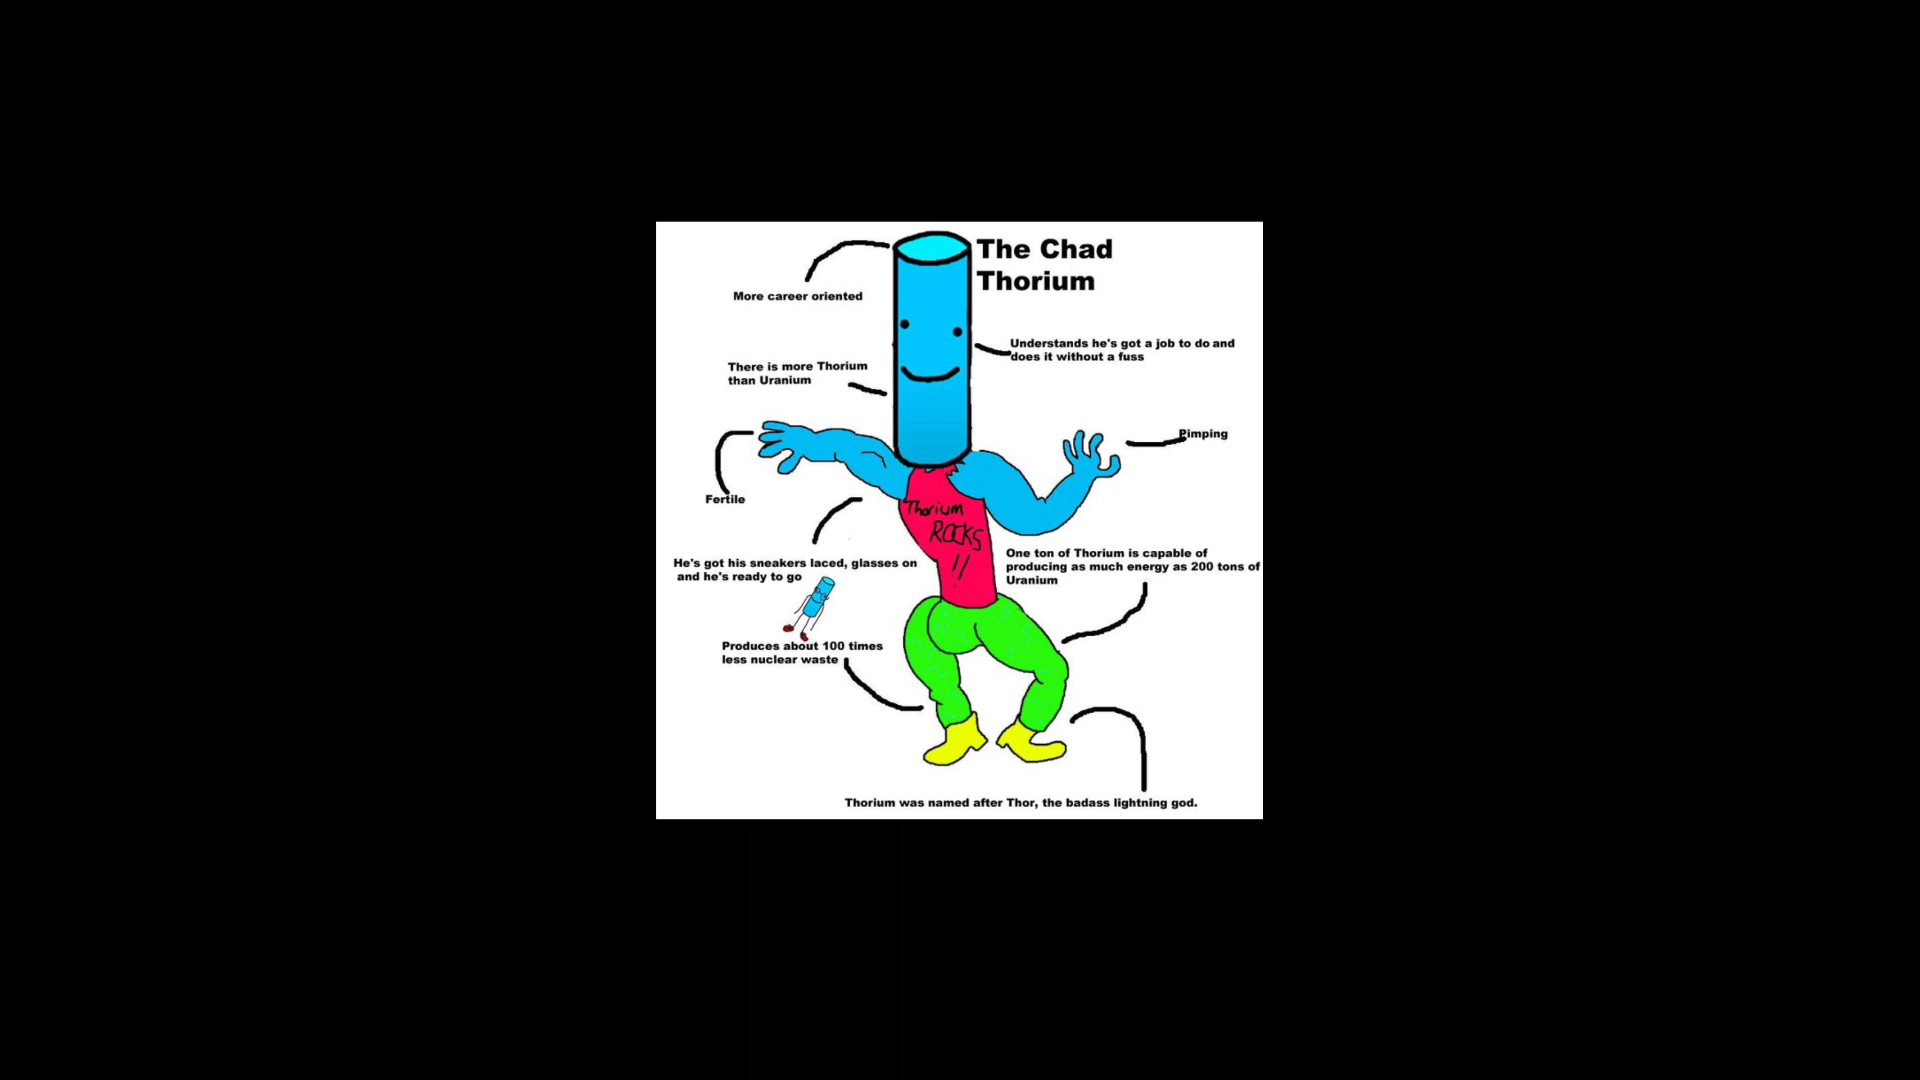 The Chad
Thorium
More career oriented
Understands he's got a job to do and
does it without a fuss
There is more Thorium
than Uranium
Pimping
Fertile
Thorium
ROCKS
!!
He's got his sneakers laced, glasses on
and he's ready to go
One ton of Thorium is capable of
producing as much energy as 200 tons of
Uranium
Produces about 100 times
less nuclear waste
Thorium was named after Thor, the badass lightning god.